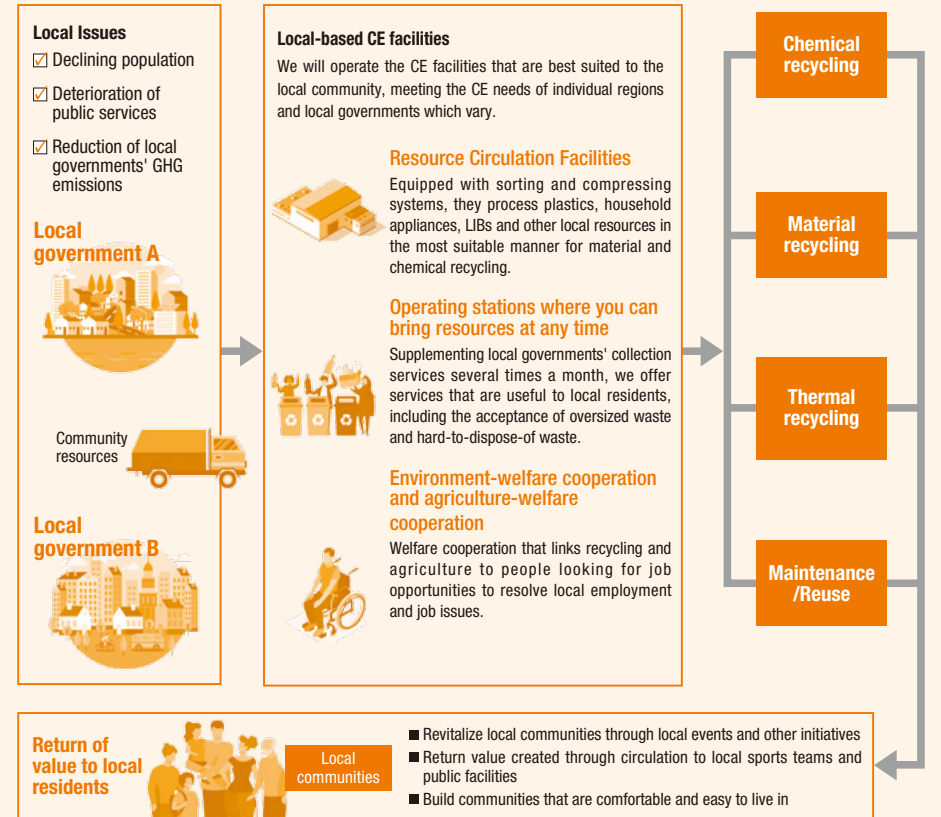 Local Issues
Declining population
Deterioration of
public services
Reduction of local
governments' GHG
emissions
Local
government A
Community
resources
Local
government B
Local-based CE facilities
We will operate the CE facilities that are best suited to the
local community, meeting the CE needs of individual regions
and local governments which vary.
Resource Circulation Facilities
Equipped with sorting and compressing
systems, they process plastics, household
appliances, LIBs and other local resources in
the most suitable manner for material and
chemical recycling.
Operating stations where you can
bring resources at any time
Supplementing local governments' collection
services several times a month, we offer
services that are useful to local residents,
including the acceptance of oversized waste
and hard-to-dispose-of waste.
Environment-welfare cooperation
and agriculture-welfare
cooperation
Welfare cooperation that links recycling and
agriculture to people looking for job
opportunities to resolve local employment
and job issues.
Chemical
recycling
Material
recycling
Thermal
recycling
Maintenance
/Reuse
Return of
value to local
residents
Local
communities
Revitalize local communities through local events and other initiatives
Return value created through circulation to local sports teams and
public facilities
Build communities that are comfortable and easy to live in